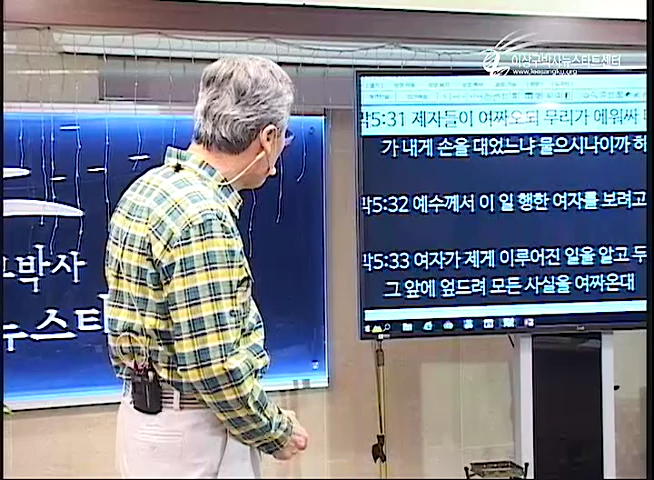 이상구박사뉴스타트센터
www.leesangku.org
막5:31 제자들이 여짜오되 무리가 에워싸
가 내게 손을 대었느냐 물으시나이까 하
막5:32 예수께서 이 일 행한 여자를 보려고
막5:33 여자가 제게 이루어진 일을 알고 두
그 앞에 엎드려 모든 사실을 여짜온대
구박사
뉴스타